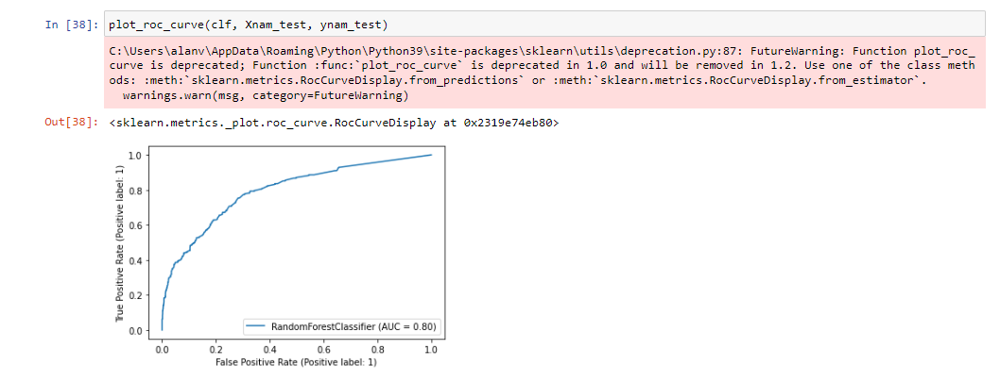 In [38]: plot_roc_curve(clf, Xnam_test, ynam_test)
C:\Users\alanv\AppData\Roaming\Python\Python39\site-packages\sklearn\utils\deprecation.py:87: FutureWarning: Function plot_roc_
curve is deprecated; Function :func:`plot_roc_curve` is deprecated in 1.0 and will be removed in 1.2. Use one of the class meth
ods: :meth:`sklearn.metrics.RocCurveDisplay.from_predictions` or :meth:`sklearn.metrics.RocCurveDisplay.from_estimator`.
  warnings.warn(msg, category=FutureWarning)
Out[38]: <sklearn.metrics._plot.roc_curve.RocCurveDisplay at 0x2319e74eb80>
True Positive Rate (Positive label: 1)
1.0
0.8
0.6
0.4
0.2
0.0
RandomForestClassifier (AUC = 0.80)
0.0 0.2 0.4 0.6 0.8 1.0
False Positive Rate (Positive label: 1)